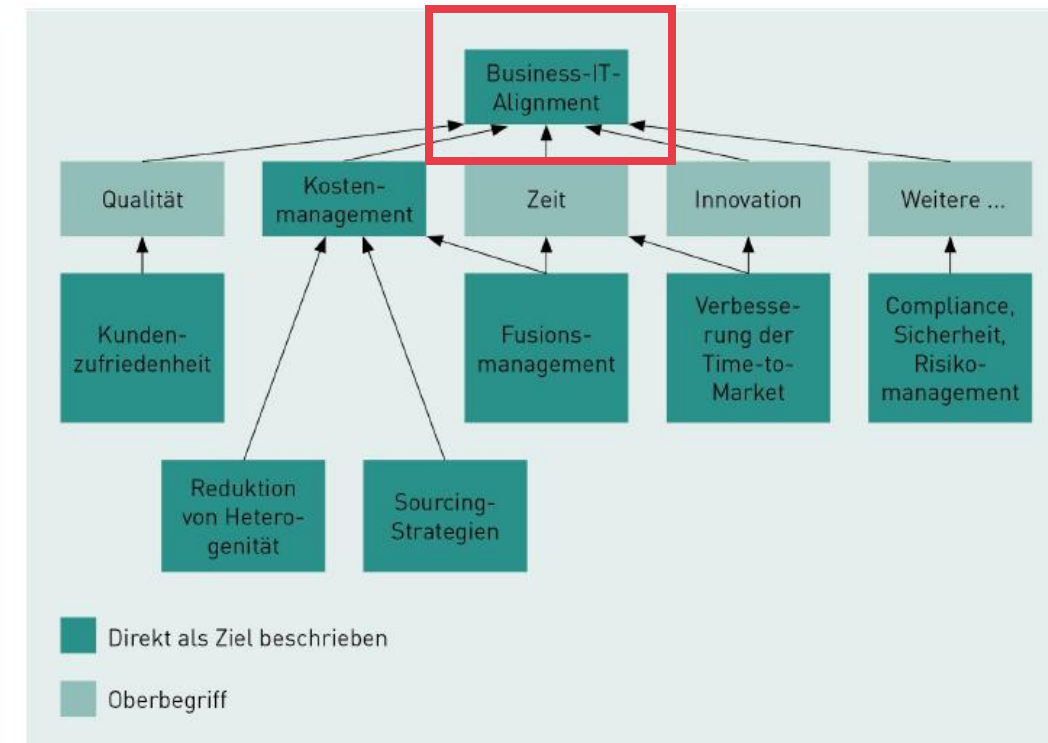 Business-IT-
Alignment
Qualität
Kosten-
management
Zeit
Innovation
Weitere ...
Kunden-
zufriedenheit
Fusions-
management
Verbesse-
rung der
Time-to-
Market
Compliance,
Sicherheit,
Risiko-
management
Reduktion
von Hetero-
genität
Sourcing-
Strategien
Direkt als Ziel beschrieben
Oberbegriff